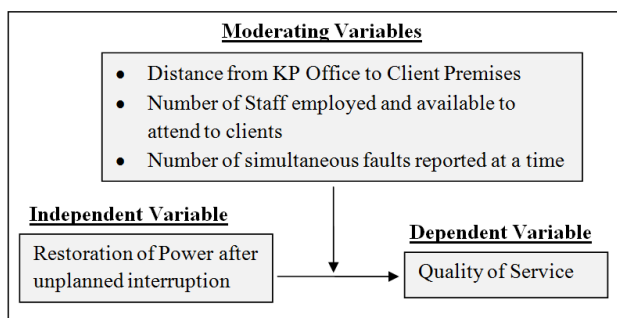 Moderating Variables
• Distance from KP Office to Client Premises
• Number of Staff employed and available to
attend to clients
• Number of simultaneous faults reported at a time
Independent Variable
Restoration of Power after
unplanned interruption
Dependent Variable
Quality of Service